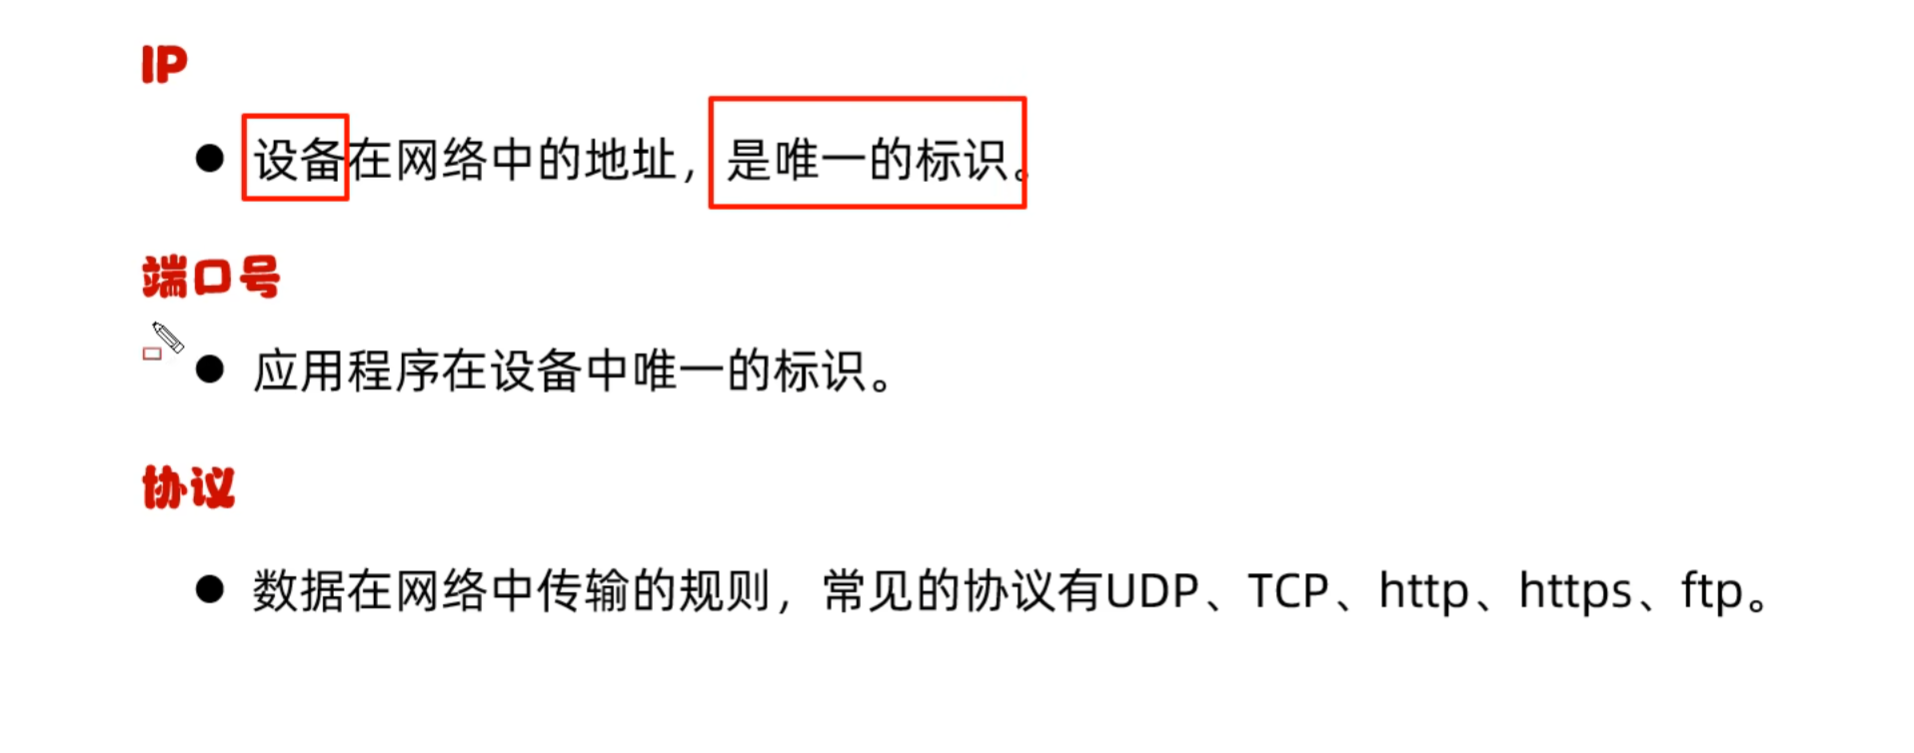 IP
● 设备在网络中的地址，是唯一的标识。
端口号
● 应用程序在设备中唯一的标识。
协议
● 数据在网络中传输的规则，常见的协议有UDP、TCP、http、https、ftp。